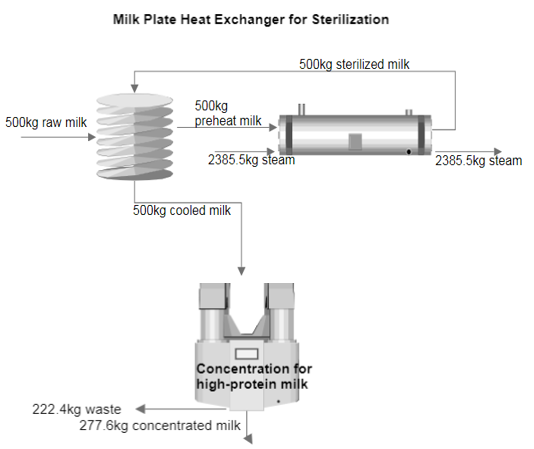 Milk Plate Heat Exchanger for Sterilization
500kg sterilized milk
500kg raw milk
500kg
preheat milk
2385.5kg steam
2385.5kg steam
500kg cooled milk
Concentration for
high-protein milk
222.4kg waste
277.6kg concentrated milk